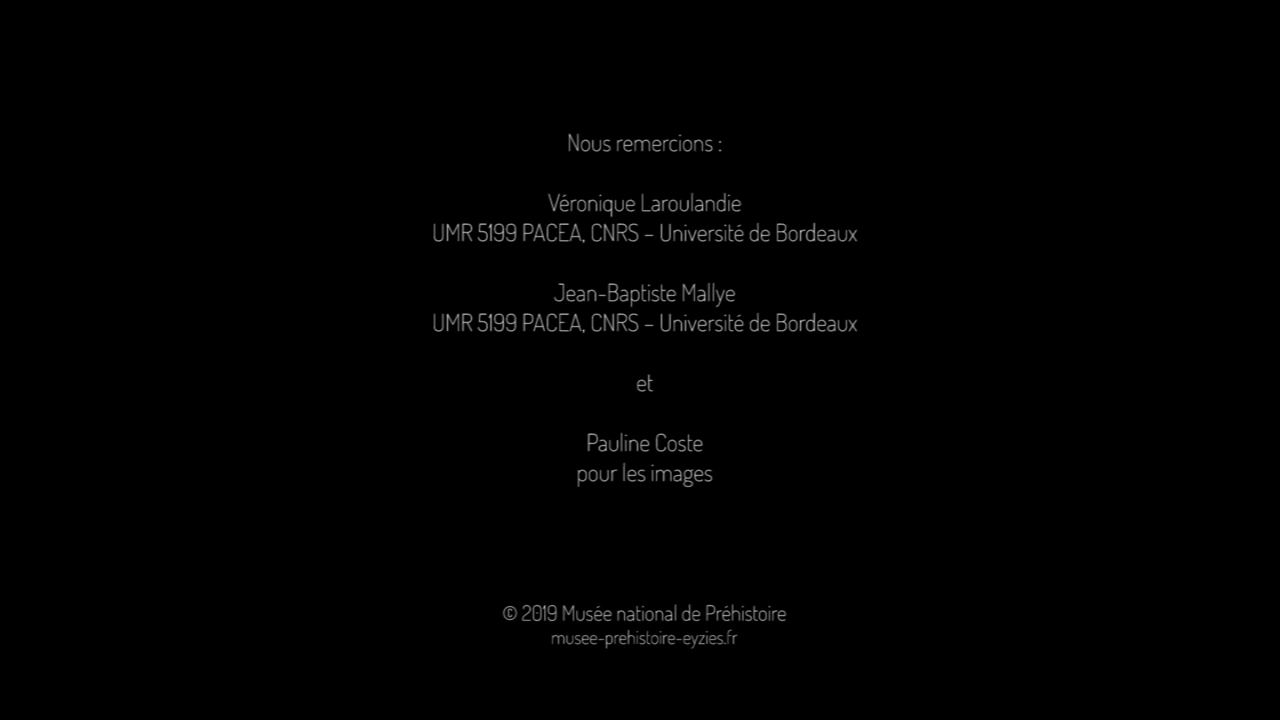 Nous remercions :
Véronique Laroulandie
UMR 5199 PACEA, CNRS – Université de Bordeaux
Jean-Baptiste Mallye
UMR 5199 PACEA, CNRS – Université de Bordeaux
et
Pauline Coste
pour les images
© 2019 Musée national de Préhistoire
musee-prehistoire-eyzies.fr